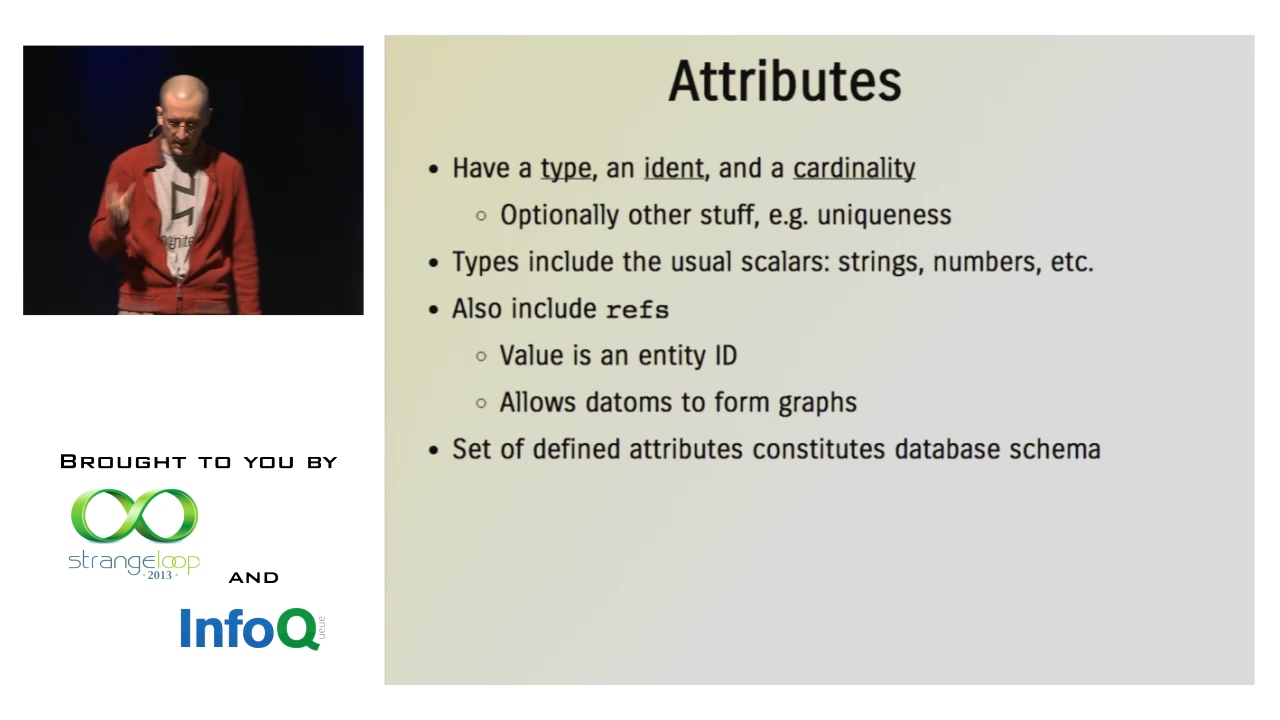 Attributes
• Have a type, an ident, and a cardinality
○ Optionally other stuff, e.g. uniqueness
• Types include the usual scalars: strings, numbers, etc.
• Also include refs
○ Value is an entity ID
○ Allows datoms to form graphs
• Set of defined attributes constitutes database schema
ognite
BROUGHT TO YOU BY
strangeloop
·2013·
AND
InfoQ
ueue